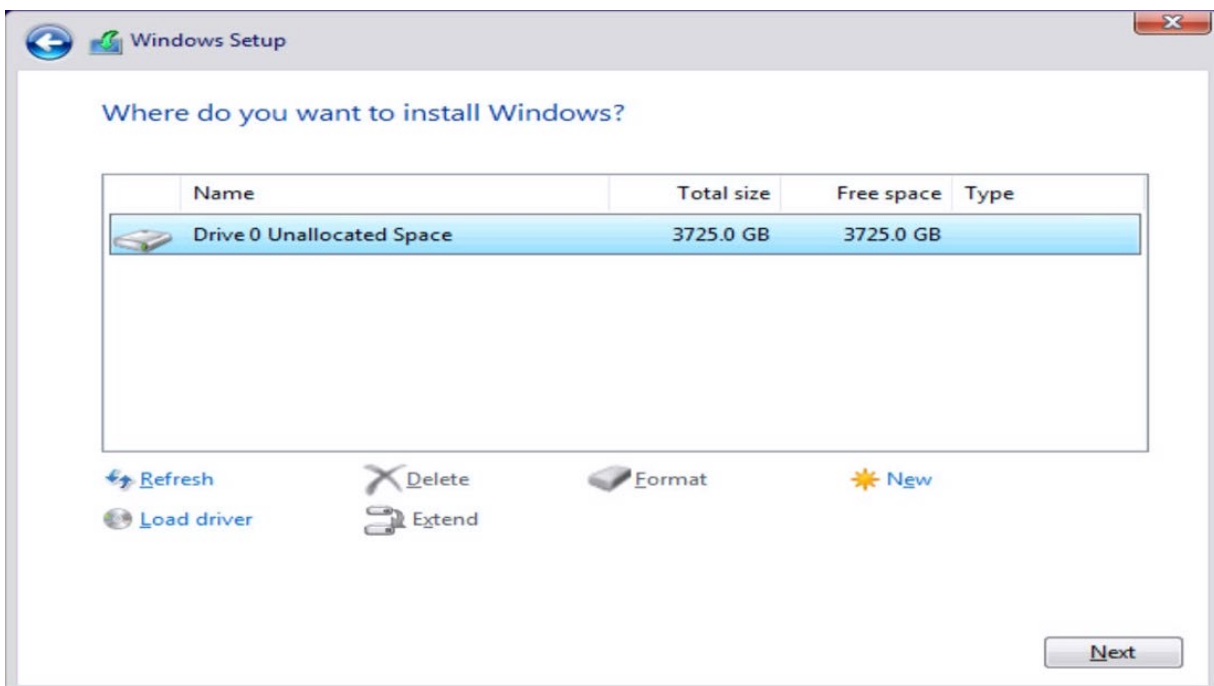 Windows Setup
Where do you want to install Windows?
Name Total size Free space Type
Drive 0 Unallocated Space 3725.0 GB 3725.0 GB
Refresh Delete Format New
Load driver Extend
Next